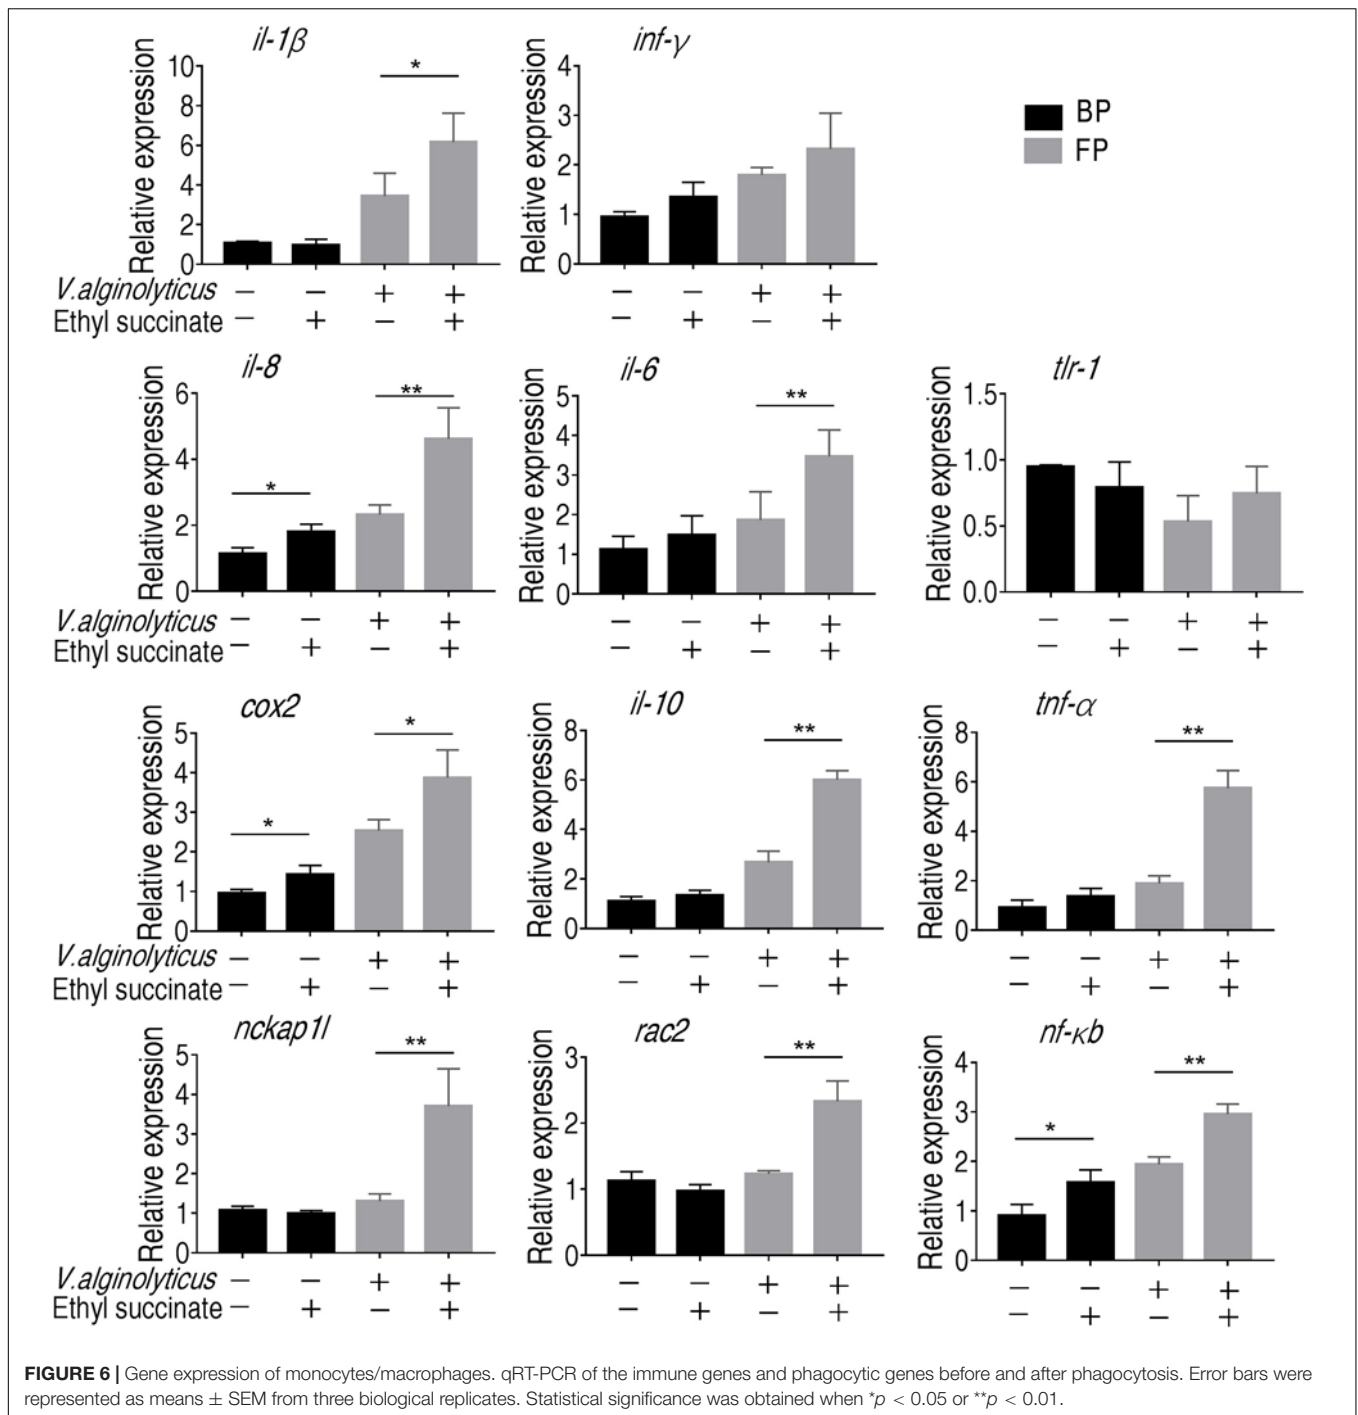 il-1β
Relative expression
10
8
6
4
2
0
*
V.alginolyticus − − + +
Ethyl succinate − + − +
inf-γ
Relative expression
4
3
2
1
0
− − + +
− + − +
BP
FP
il-8
Relative expression
6
4
2
0
* **
V.alginolyticus − − + +
Ethyl succinate − + − +
il-6
Relative expression
5
4
3
2
1
0
**
− − + +
− + − +
tlr-1
Relative expression
1.5
1.0
0.5
0.0
− − + +
− + − +
cox2
Relative expression
5
4
3
2
1
0
* *
V.alginolyticus − − + +
Ethyl succinate − + − +
il-10
Relative expression
8
6
4
2
0
**
− − + +
− + − +
tnf-α
Relative expression
8
6
4
2
0
**
− − + +
− + − +
nckap1l
Relative expression
5
4
3
2
1
0
**
V.alginolyticus − − + +
Ethyl succinate − + − +
rac2
Relative expression
3
2
1
0
**
− − + +
− + − +
nf-κb
Relative expression
4
3
2
1
0
* **
− − + +
− + − +
FIGURE 6 | Gene expression of monocytes/macrophages. qRT-PCR of the immune genes and phagocytic genes before and after phagocytosis. Error bars were
represented as means ± SEM from three biological replicates. Statistical significance was obtained when *p < 0.05 or **p < 0.01.